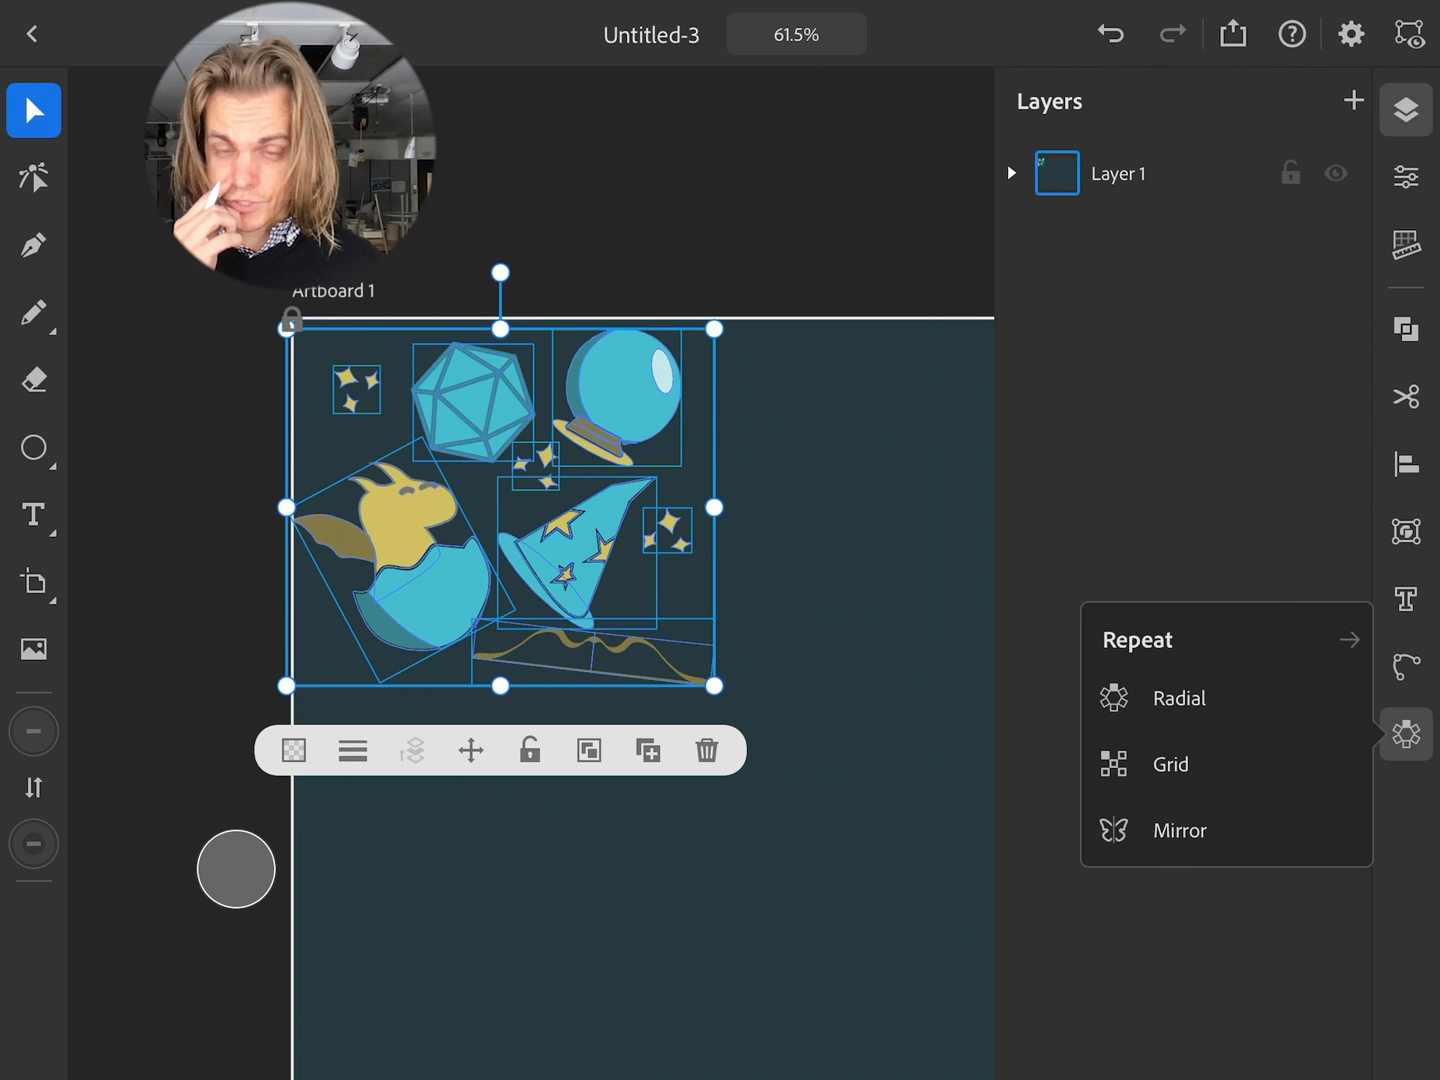 Untitled-3
61.5%
Layers
Layer 1
Artboard 1
Repeat
Radial
Grid
Mirror